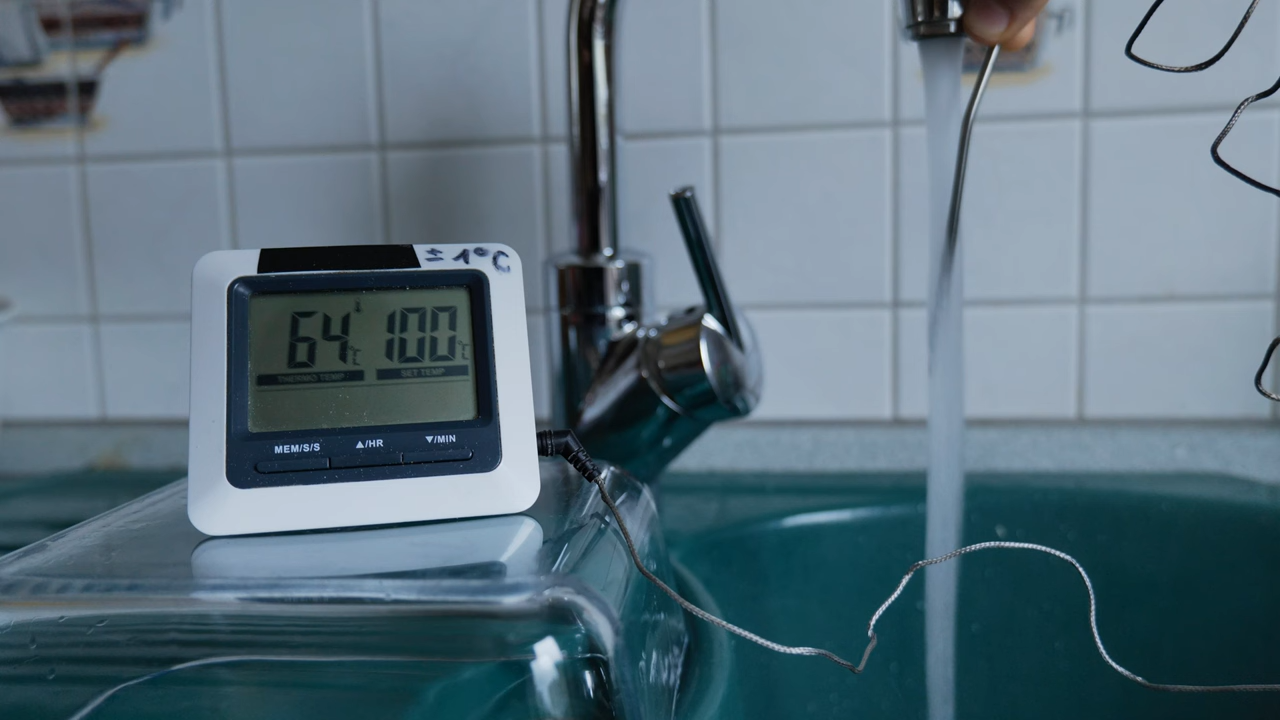 ± 1°C
64°C 100°C
THERMO TEMP SET TEMP
MEM/S/S ▲/HR ▼/MIN